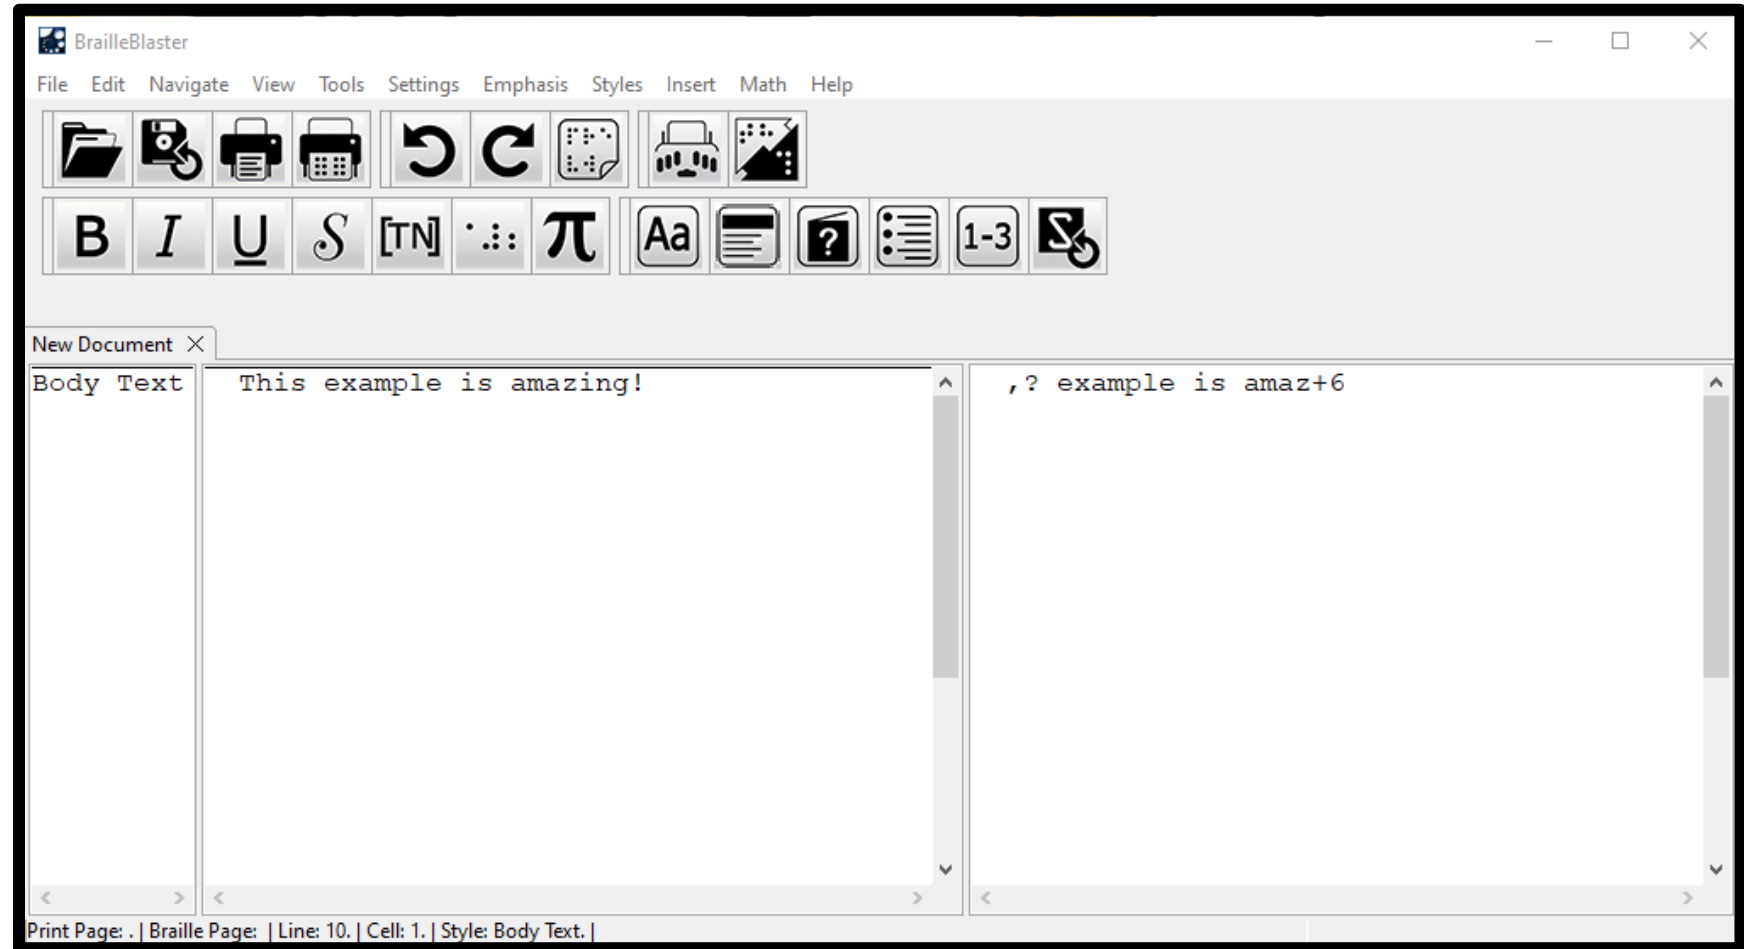 BrailleBlaster
File Edit Navigate View Tools Settings Emphasis Styles Insert Math Help
B I U S [TN] π Aa ? 1-3
New Document
Body Text This example is amazing! ,? example is amaz+6
Print Page: . | Braille Page: | Line: 10. | Cell: 1. | Style: Body Text. |